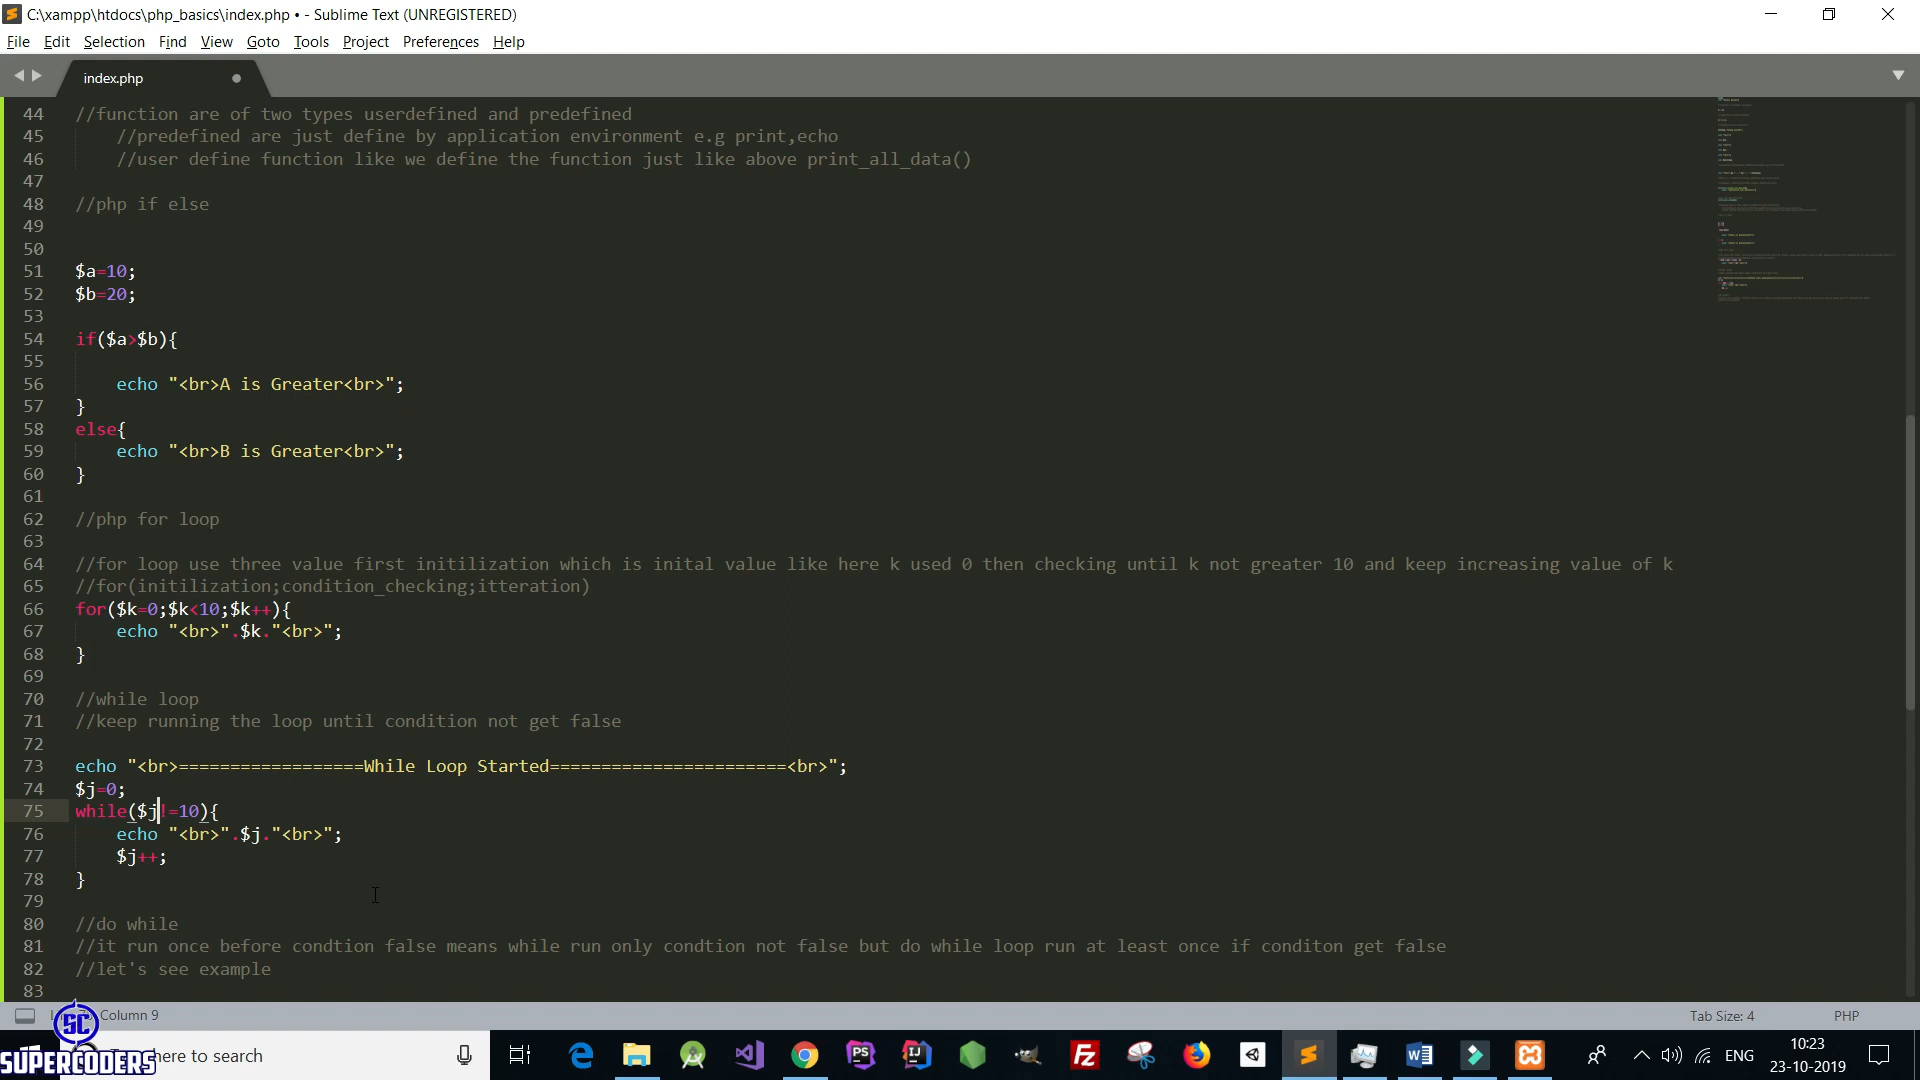 C:\xampp\htdocs\php_basics\index.php • - Sublime Text (UNREGISTERED)
File Edit Selection Find View Goto Tools Project Preferences Help
index.php
44 //function are of two types userdefined and predefined
45 //predefined are just define by application environment e.g print,echo
46 //user define function like we define the function just like above print_all_data()
47
48 //php if else
49
50
51 $a=10;
52 $b=20;
53
54 if($a>$b){
55
56 echo "<br>A is Greater<br>";
57 }
58 else{
59 echo "<br>B is Greater<br>";
60 }
61
62 //php for loop
63
64 //for loop use three value first initilization which is inital value like here k used 0 then checking until k not greater 10 and keep increasing value of k
65 //for(initilization;condition_checking;itteration)
66 for($k=0;$k<10;$k++){
67 echo "<br>".$k."<br>";
68 }
69
70 //while loop
71 //keep running the loop until condition not get false
72
73 echo "<br>==================While Loop Started=======================<br>";
74 $j=0;
75 while($j!=10){
76 echo "<br>".$j."<br>";
77 $j++;
78 }
79
80 //do while
81 //it run once before condtion false means while run only condtion not false but do while loop run at least once if conditon get false
82 //let's see example
83
Column 9 Tab Size: 4 PHP
SC
SUPERCODERS
here to search
ENG
10:23
23-10-2019